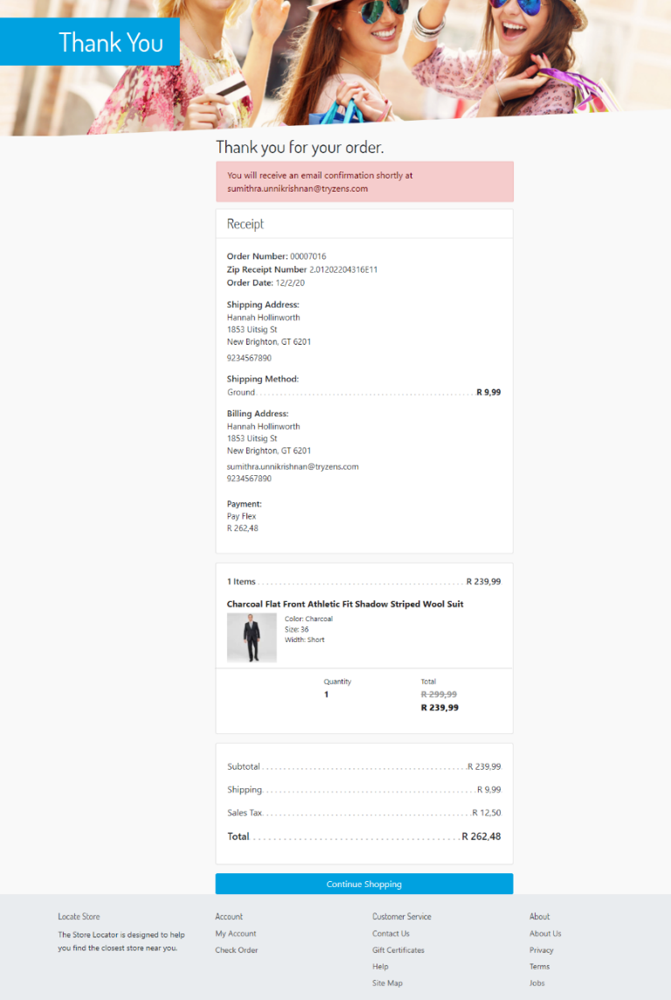 Thank You
Thank you for your order.
You will receive an email confirmation shortly at
sumithra.unnikrishnan@tryzens.com
Receipt
Order Number: 00007016
Zip Receipt Number 2.01202204316E11
Order Date: 12/2/20
Shipping Address:
Hannah Hollinworth
1853 Uitsig St
New Brighton, GT 6201
9234567890
Shipping Method:
Ground R 9,99
Billing Address:
Hannah Hollinworth
1853 Uitsig St
New Brighton, GT 6201
sumithra.unnikrishnan@tryzens.com
9234567890
Payment:
Pay Flex
R 262,48
1 Items R 239,99
Charcoal Flat Front Athletic Fit Shadow Striped Wool Suit
Color: Charcoal
Size: 36
Width: Short
Quantity Total
1 R 299,99
R 239,99
Subtotal R 239,99
Shipping R 9,99
Sales Tax R 12,50
Total R 262,48
Continue Shopping
Locate Store
The Store Locator is designed to help
you find the closest store near you.
Account
My Account
Check Order
Customer Service
Contact Us
Gift Certificates
Help
Site Map
About
About Us
Privacy
Terms
Jobs